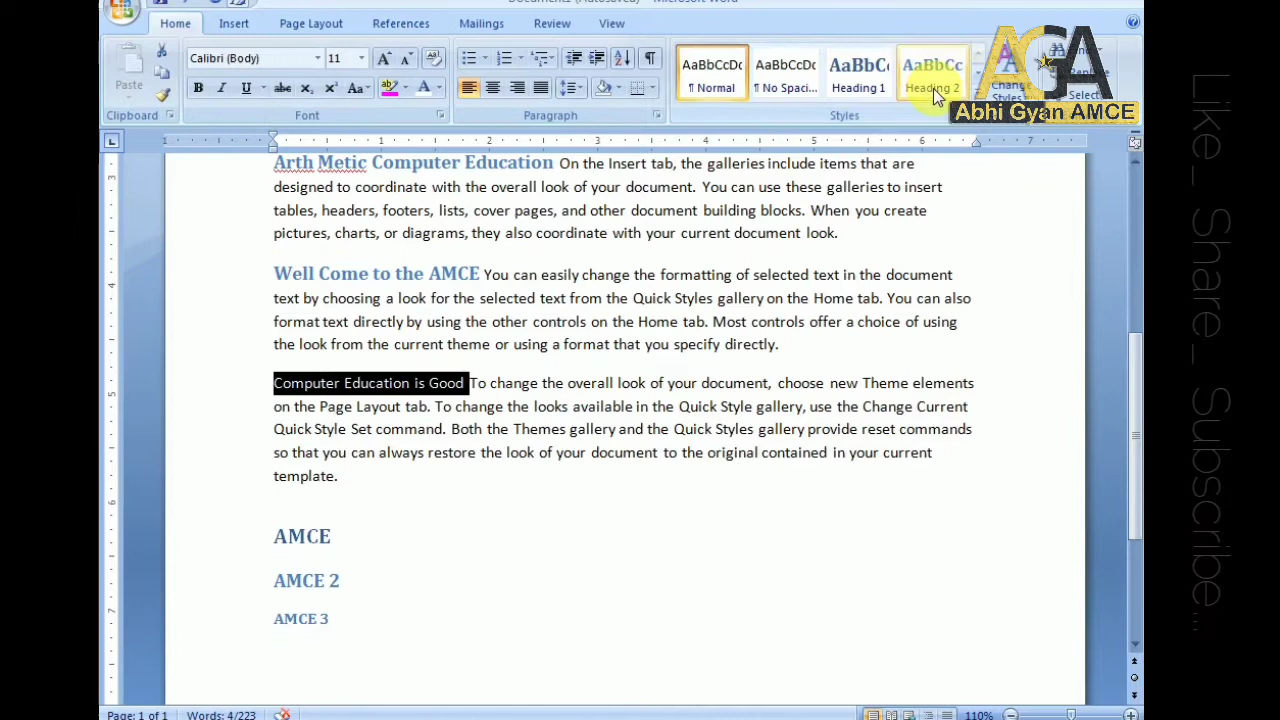 Home Insert Page Layout References Mailings Review View
Calibri (Body) 11
AaBbCcDc AaBbCcDc AaBbC AaBbCc
Paste
¶ Normal ¶ No Spaci... Heading 1 Heading 2
Clipboard Font Paragraph Styles
AGA
Abhi Gyan AMCE
Arth Metic Computer Education On the Insert tab, the galleries include items that are
designed to coordinate with the overall look of your document. You can use these galleries to insert
tables, headers, footers, lists, cover pages, and other document building blocks. When you create
pictures, charts, or diagrams, they also coordinate with your current document look.
Well Come to the AMCE You can easily change the formatting of selected text in the document
text by choosing a look for the selected text from the Quick Styles gallery on the Home tab. You can also
format text directly by using the other controls on the Home tab. Most controls offer a choice of using
the look from the current theme or using a format that you specify directly.
Computer Education is Good To change the overall look of your document, choose new Theme elements
on the Page Layout tab. To change the looks available in the Quick Style gallery, use the Change Current
Quick Style Set command. Both the Themes gallery and the Quick Styles gallery provide reset commands
so that you can always restore the look of your document to the original contained in your current
template.
AMCE
AMCE 2
AMCE 3
Page: 1 of 1 Words: 4/223 110%
Like_ Share_ Subscribe...